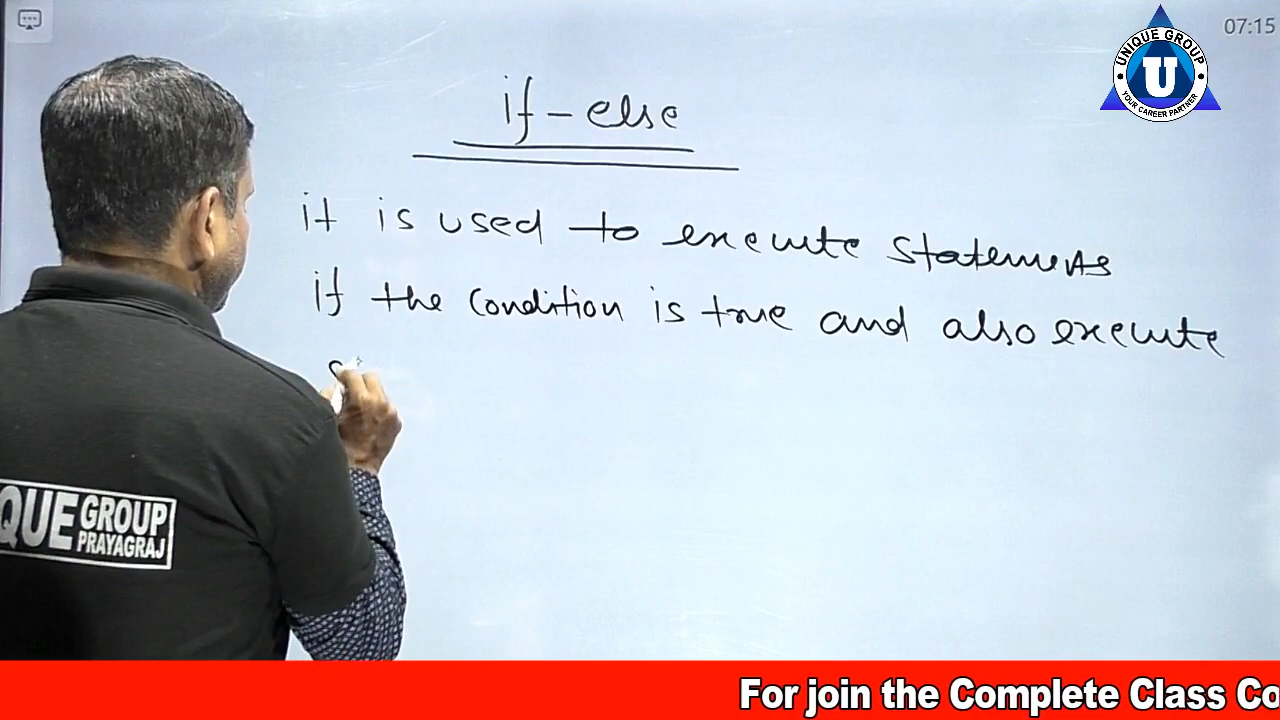 07:15
UNIQUE GROUP
U
YOUR CAREER PARTNER
if-else
it is used to execute statements
if the condition is true and also execute
QUE GROUP
PRAYAGRAJ
For join the Complete Class Co